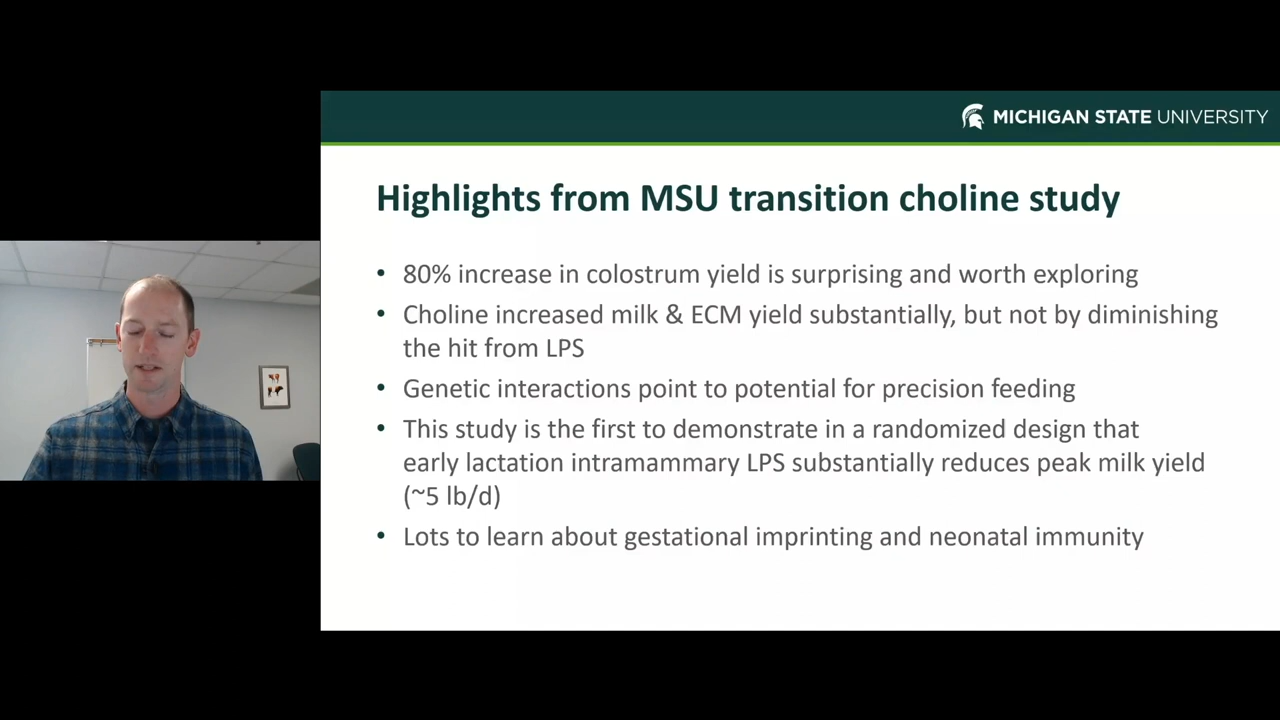 MICHIGAN STATE UNIVERSITY
Highlights from MSU transition choline study
• 80% increase in colostrum yield is surprising and worth exploring
• Choline increased milk & ECM yield substantially, but not by diminishing
the hit from LPS
• Genetic interactions point to potential for precision feeding
• This study is the first to demonstrate in a randomized design that
early lactation intramammary LPS substantially reduces peak milk yield
(~5 lb/d)
• Lots to learn about gestational imprinting and neonatal immunity